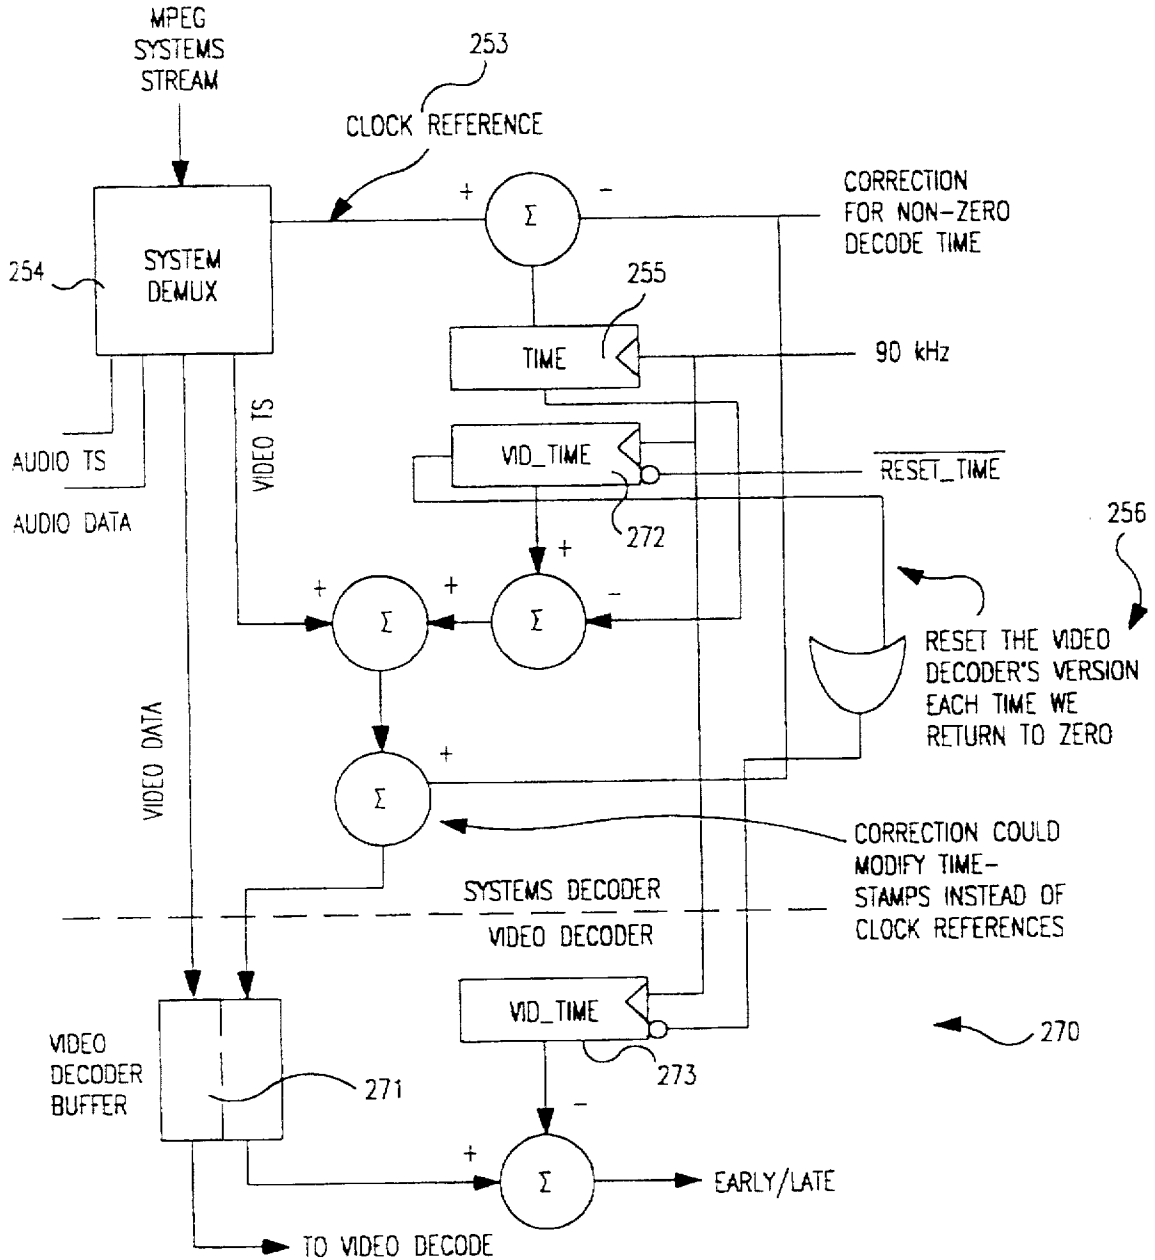 MPEG
SYSTEMS
STREAM
253
CLOCK REFERENCE
+
−
Σ
CORRECTION
FOR NON-ZERO
DECODE TIME
254
SYSTEM
DEMUX
255
TIME
90 kHz
VIDEO TS
AUDIO TS
AUDIO DATA
VID_TIME
RESET_TIME
272
256
+
+
+
−
Σ
Σ
RESET THE VIDEO
DECODER'S VERSION
EACH TIME WE
RETURN TO ZERO
VIDEO DATA
+
Σ
CORRECTION COULD
MODIFY TIME-
STAMPS INSTEAD OF
CLOCK REFERENCES
SYSTEMS DECODER
VIDEO DECODER
VID_TIME
270
VIDEO
DECODER
BUFFER
271
273
−
+
Σ
EARLY/LATE
TO VIDEO DECODE